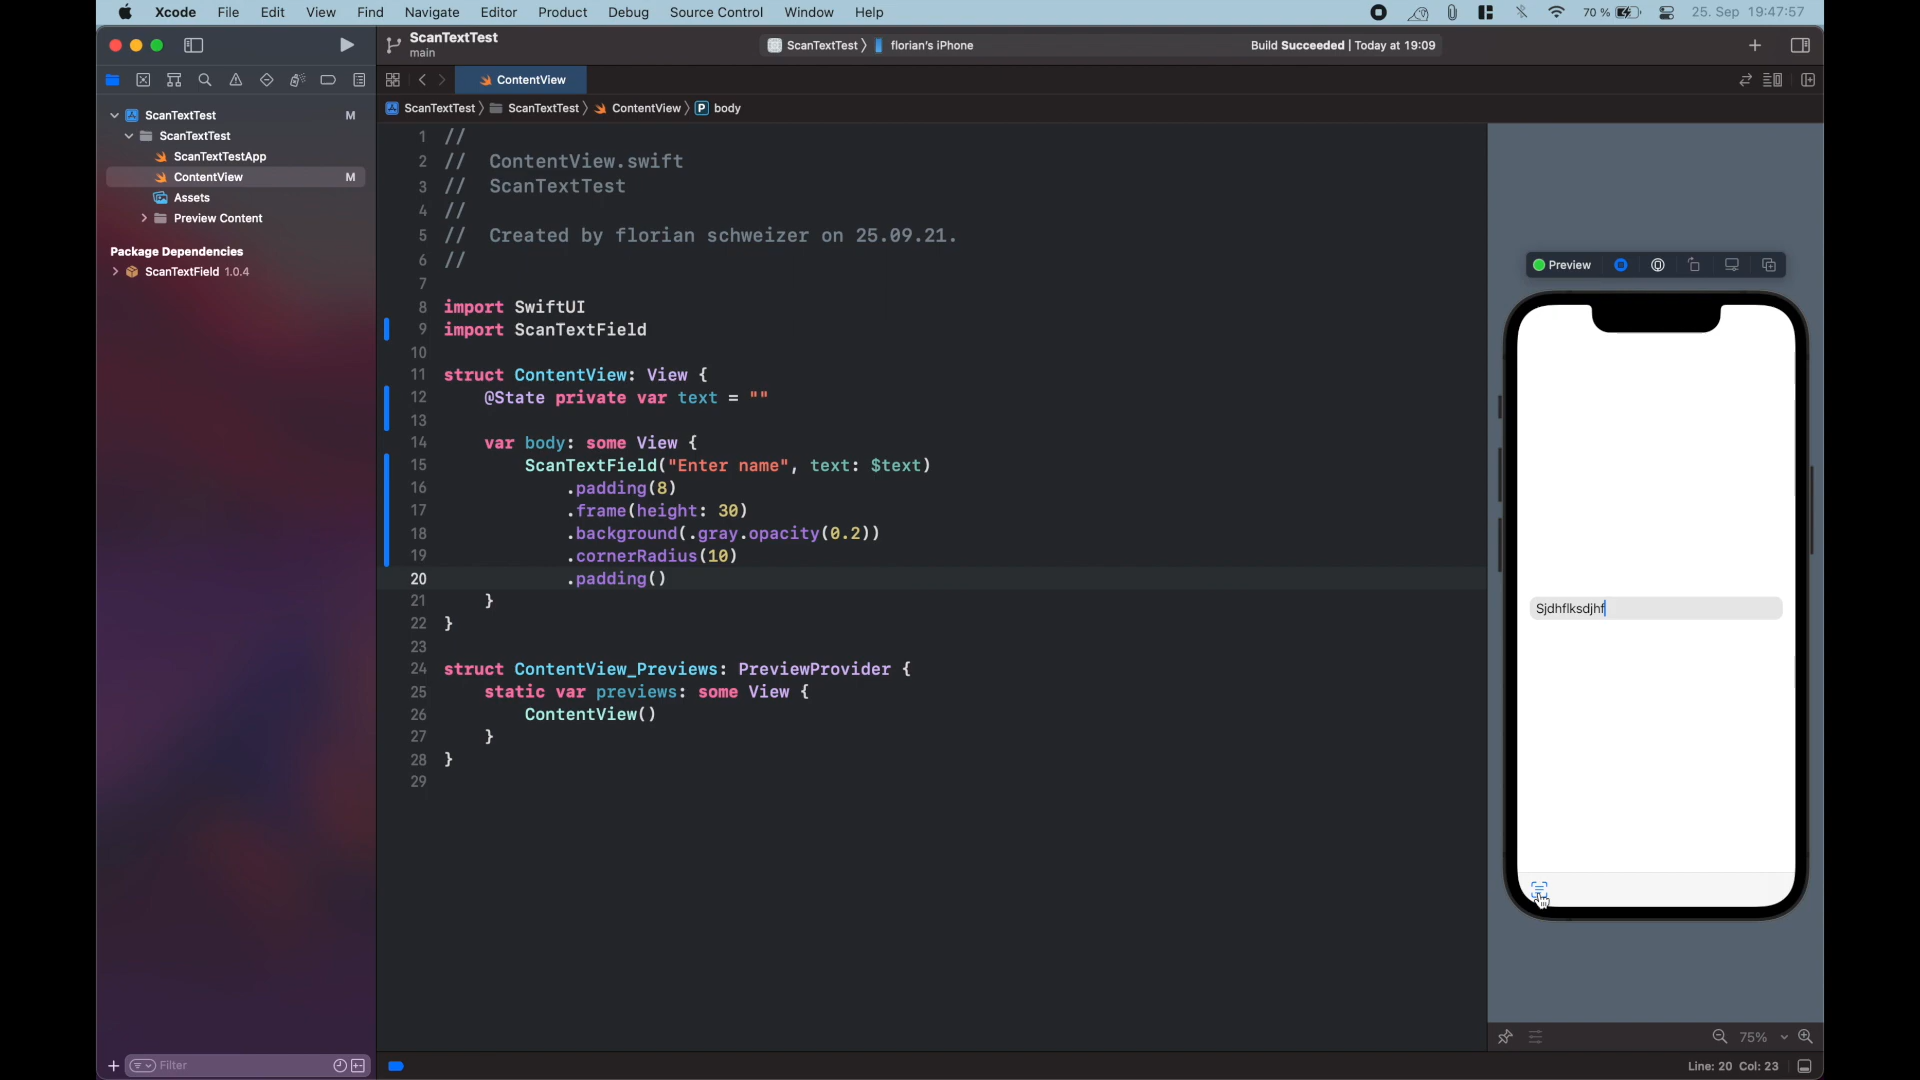 Xcode File Edit View Find Navigate Editor Product Debug Source Control Window Help 70 % 25. Sep 19:47:57
ScanTextTest
main
ScanTextTest florian's iPhone Build Succeeded | Today at 19:09
ContentView
ScanTextTest ScanTextTest ContentView P body
ScanTextTest M
ScanTextTest
ScanTextTestApp
ContentView M
Assets
Preview Content
Package Dependencies
ScanTextField 1.0.4
1 //
2 // ContentView.swift
3 // ScanTextTest
4 //
5 // Created by florian schweizer on 25.09.21.
6 //
7
8 import SwiftUI
9 import ScanTextField
10
11 struct ContentView: View {
12 @State private var text = ""
13
14 var body: some View {
15 ScanTextField("Enter name", text: $text)
16 .padding(8)
17 .frame(height: 30)
18 .background(.gray.opacity(0.2))
19 .cornerRadius(10)
20 .padding()
21 }
22 }
23
24 struct ContentView_Previews: PreviewProvider {
25 static var previews: some View {
26 ContentView()
27 }
28 }
29
Preview
Sjdhflksdjhf
75%
Filter
Line: 20 Col: 23